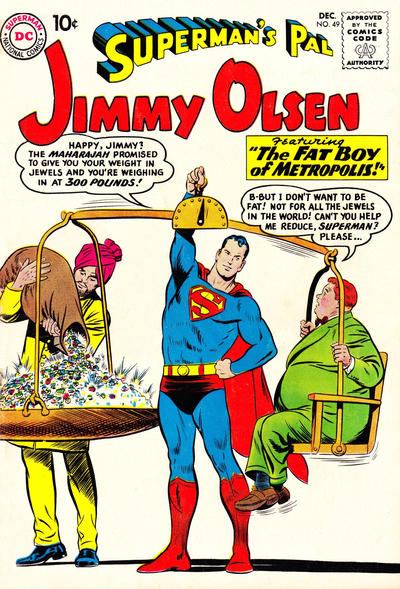 SUPERMAN
DC
NATIONAL COMICS
10¢
SUPERMAN'S PAL
DEC.
NO. 49
APPROVED
BY THE
COMICS
CODE
CA
AUTHORITY
JIMMY OLSEN
Featuring
"The FAT BOY
of METROPOLIS!"
HAPPY, JIMMY?
THE MAHARAJAH PROMISED
TO GIVE YOU YOUR WEIGHT IN
JEWELS AND YOU'RE WEIGHING
IN AT 300 POUNDS!
B-BUT I DON'T WANT TO BE
FAT! NOT FOR ALL THE JEWELS
IN THE WORLD! CAN'T YOU HELP
ME REDUCE, SUPERMAN?
PLEASE...
S